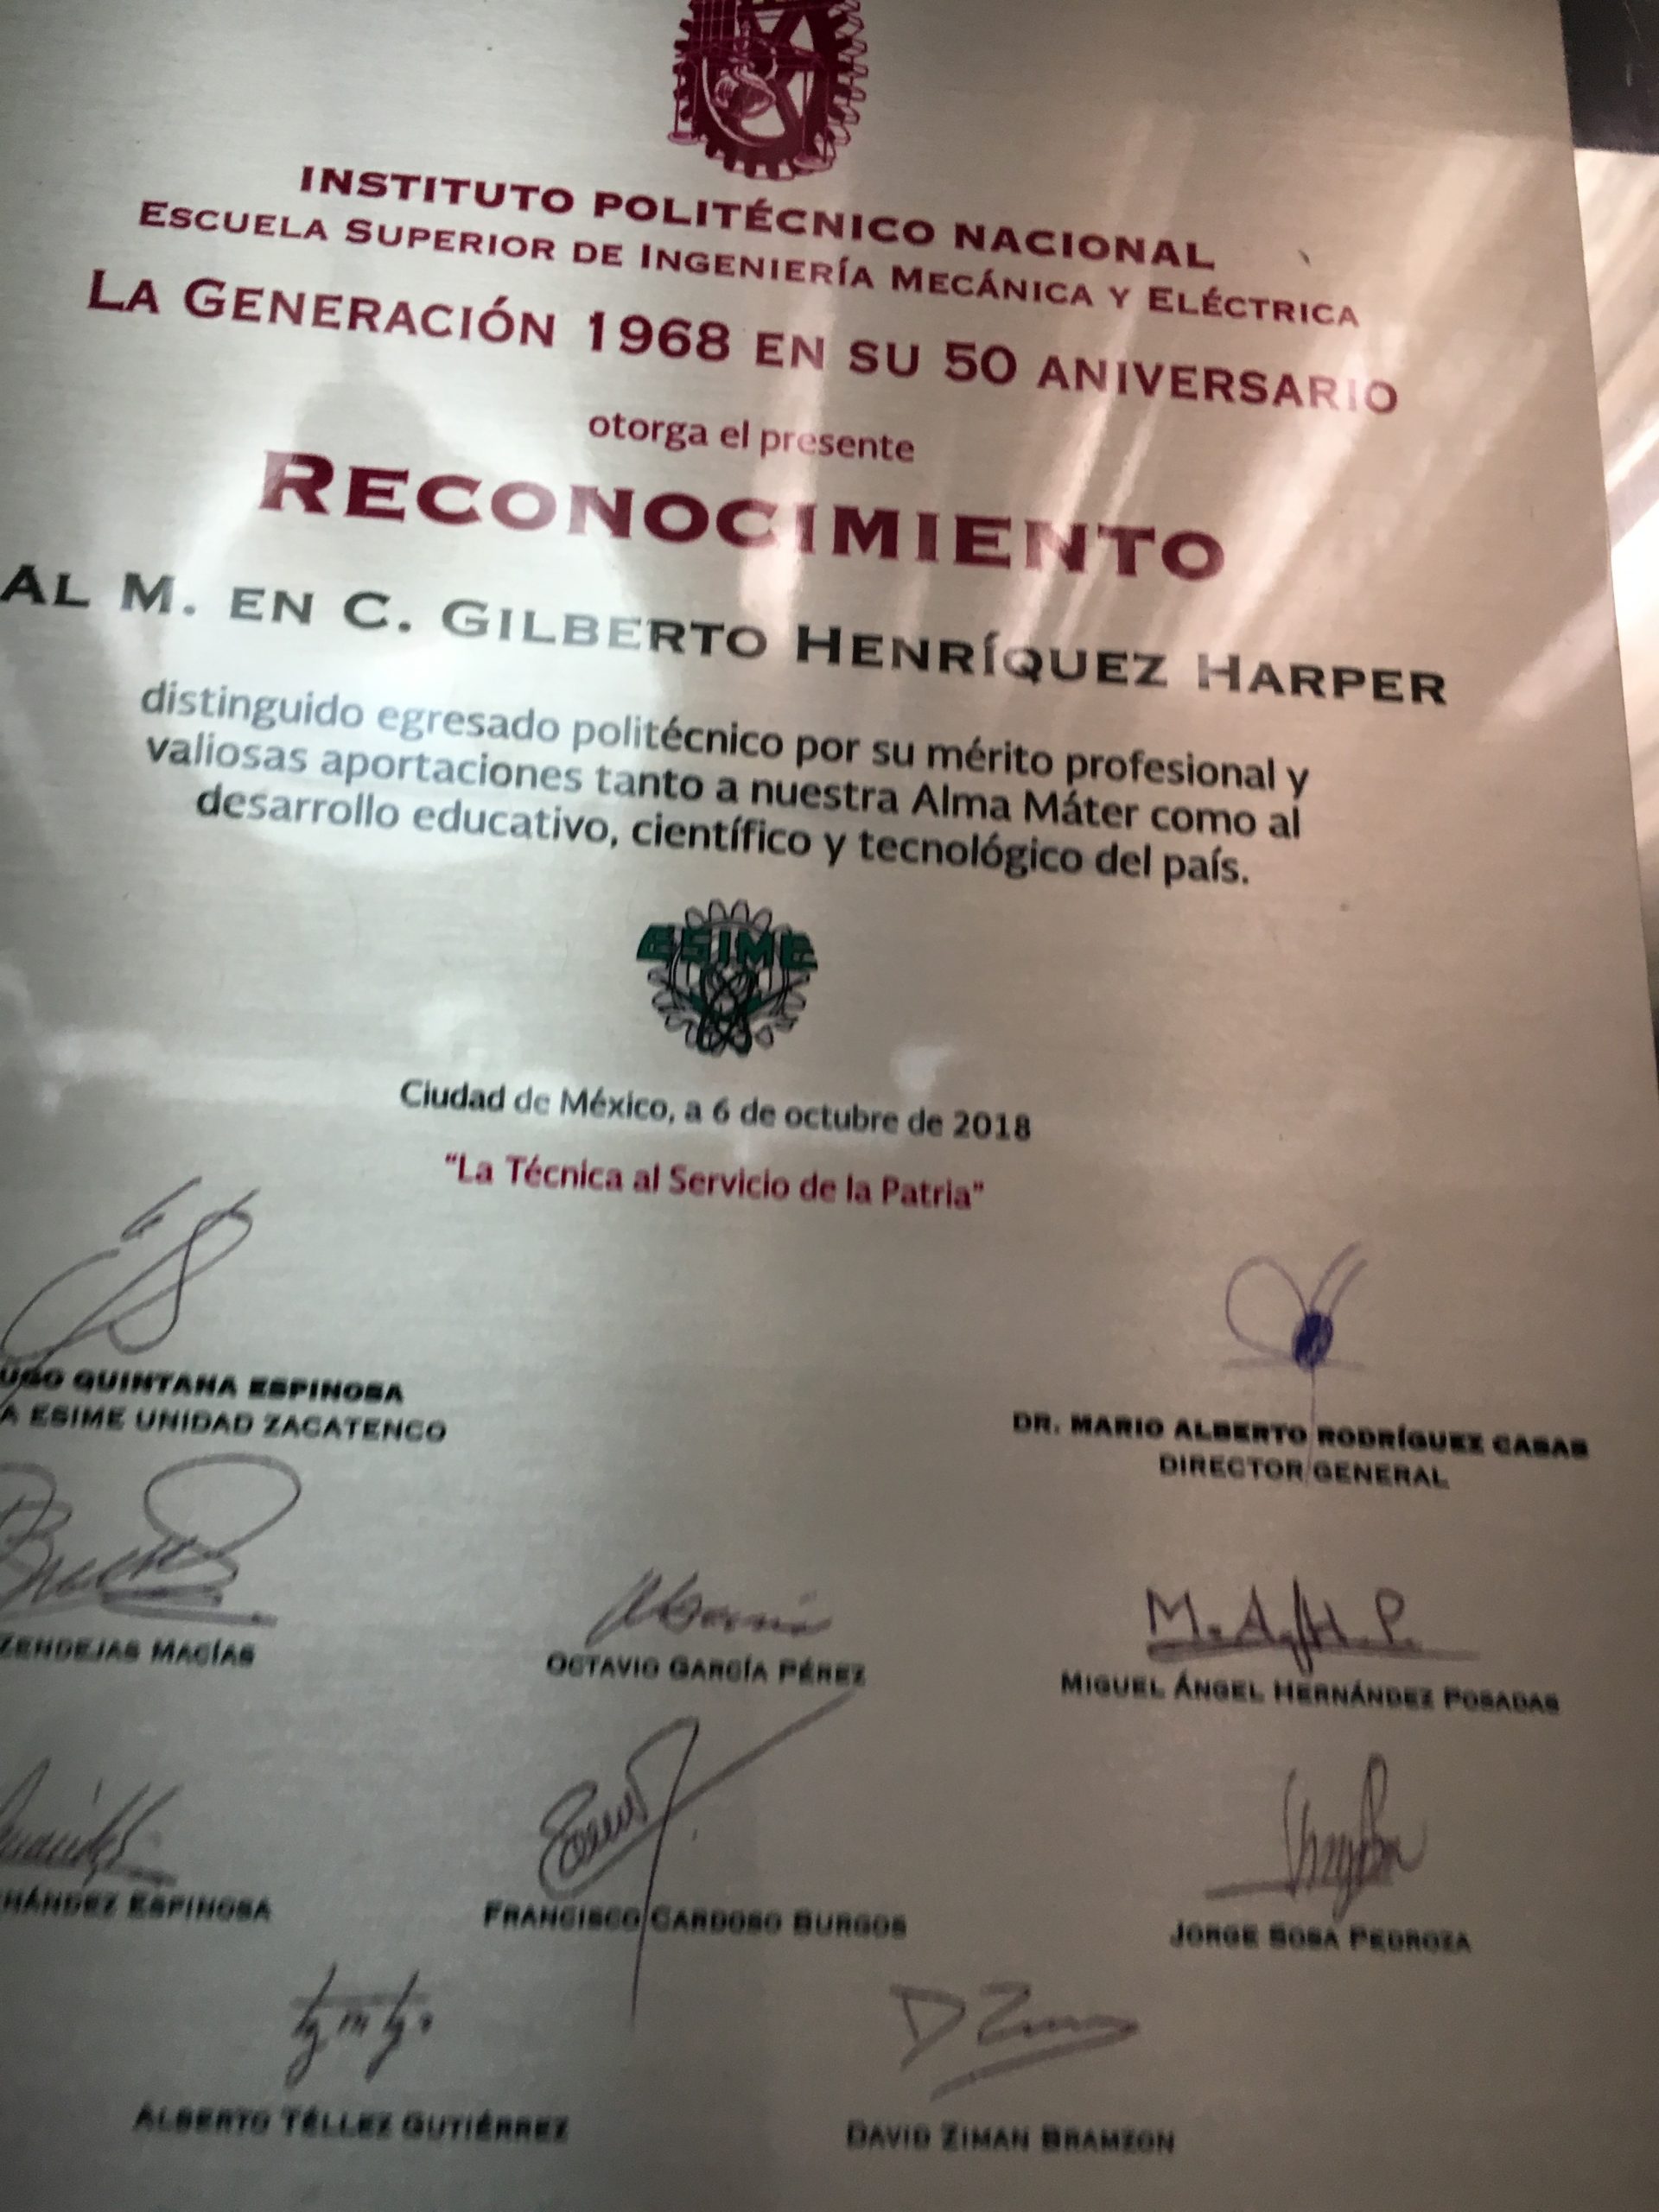 INSTITUTO POLITÉCNICO NACIONAL
ESCUELA SUPERIOR DE INGENIERÍA MECÁNICA Y ELÉCTRICA
LA GENERACIÓN 1968 EN SU 50 ANIVERSARIO
otorga el presente
RECONOCIMIENTO
AL M. EN C. GILBERTO HENRÍQUEZ HARPER
distinguido egresado politécnico por su mérito profesional y
valiosas aportaciones tanto a nuestra Alma Máter como al
desarrollo educativo, científico y tecnológico del país.
ESIME
Ciudad de México, a 6 de octubre de 2018
"La Técnica al Servicio de la Patria"
QUINTANA ESPINOSA
ESIME UNIDAD ZACATENCO
DR. MARIO ALBERTO RODRÍGUEZ CASAS
DIRECTOR GENERAL
M. A. H. P.
ZENDEJAS MACÍAS
OCTAVIO GARCÍA PÉREZ
MIGUEL ÁNGEL HERNÁNDEZ POSADAS
ESPINOSA
FRANCISCO CARDOSO BURGOS
JORGE SOSA PEDROZA
D Ziman
ALBERTO TÉLLEZ GUTIÉRREZ
DAVID ZIMAN BRAMZON